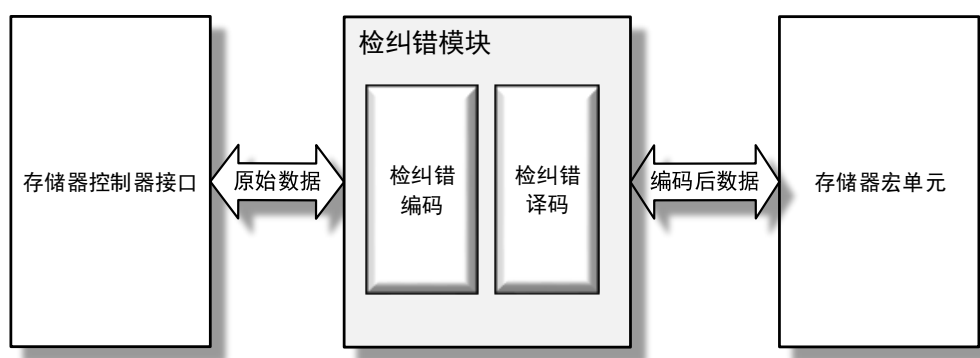 检纠错模块
存储器控制器接口
原始数据
检纠错
编码
检纠错
译码
编码后数据
存储器宏单元